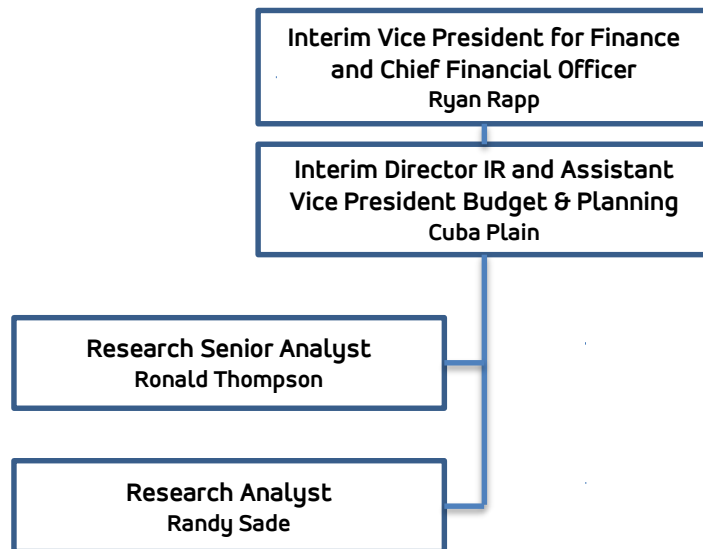 Interim Vice President for Finance
and Chief Financial Officer
Ryan Rapp
Interim Director IR and Assistant
Vice President Budget & Planning
Cuba Plain
Research Senior Analyst
Ronald Thompson
Research Analyst
Randy Sade